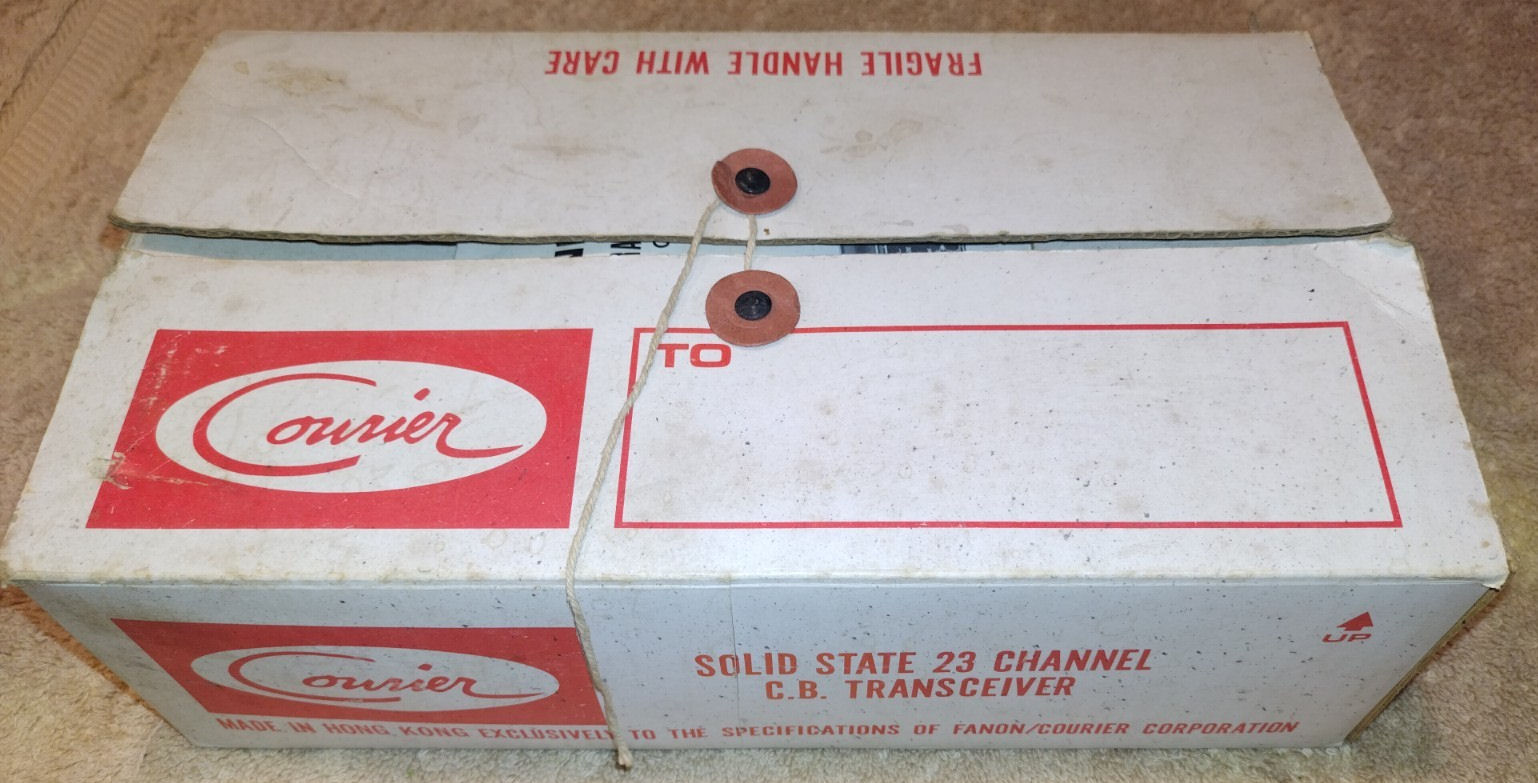 FRAGILE HANDLE WITH CARE
Courier
TO
Courier
SOLID STATE 23 CHANNEL
C.B. TRANSCEIVER
UP
MADE IN HONG KONG EXCLUSIVELY TO THE SPECIFICATIONS OF FANON/COURIER CORPORATION